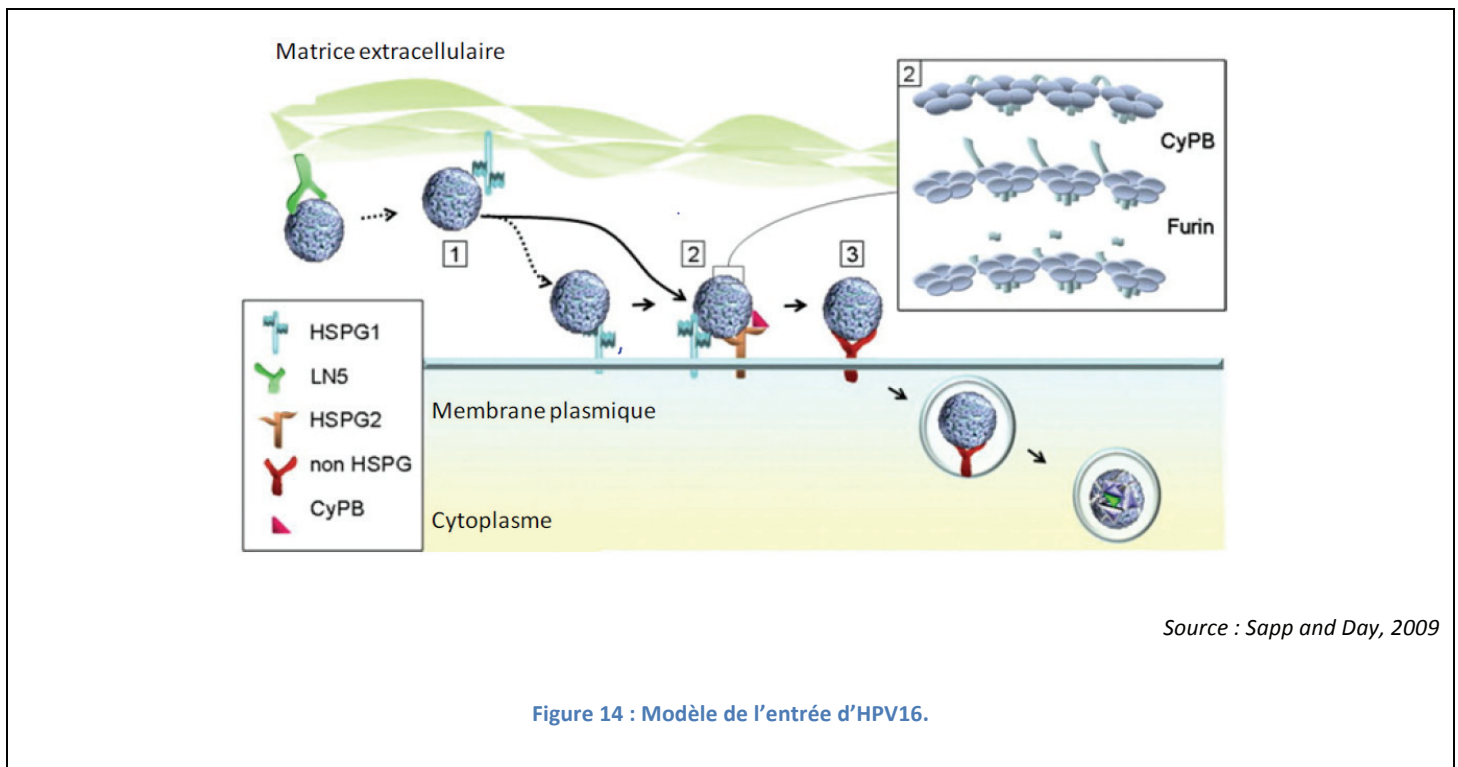 Matrice extracellulaire
2
CyPB
Furin
1
2
3
HSPG1
LN5
HSPG2
non HSPG
CyPB
,
Membrane plasmique
Cytoplasme
Source : Sapp and Day, 2009
Figure 14 : Modèle de l’entrée d’HPV16.